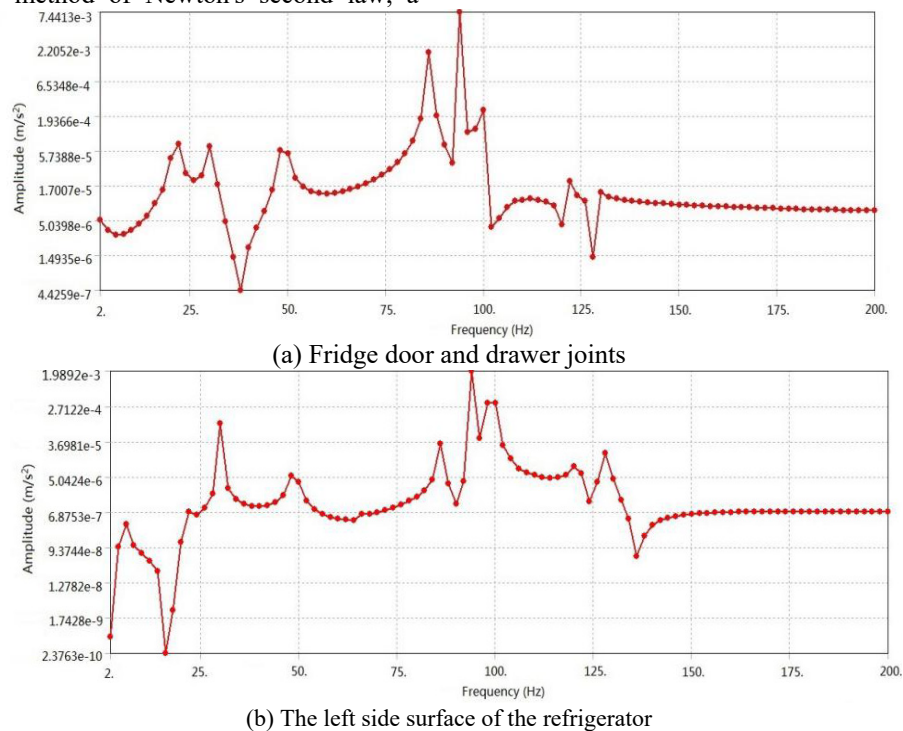 method of Newton's second law, a
7.4413e-3
2.2052e-3
6.5348e-4
1.9366e-4
5.7388e-5
1.7007e-5
5.0398e-6
1.4935e-6
4.4259e-7
Amplitude (m/s²)
2. 25. 50. 75. 100. 125. 150. 175. 200.
Frequency (Hz)
(a) Fridge door and drawer joints
1.9892e-3
2.7122e-4
3.6981e-5
5.0424e-6
6.8753e-7
9.3744e-8
1.2782e-8
1.7428e-9
2.3763e-10
Amplitude (m/s²)
2. 25. 50. 75. 100. 125. 150. 175. 200.
Frequency (Hz)
(b) The left side surface of the refrigerator